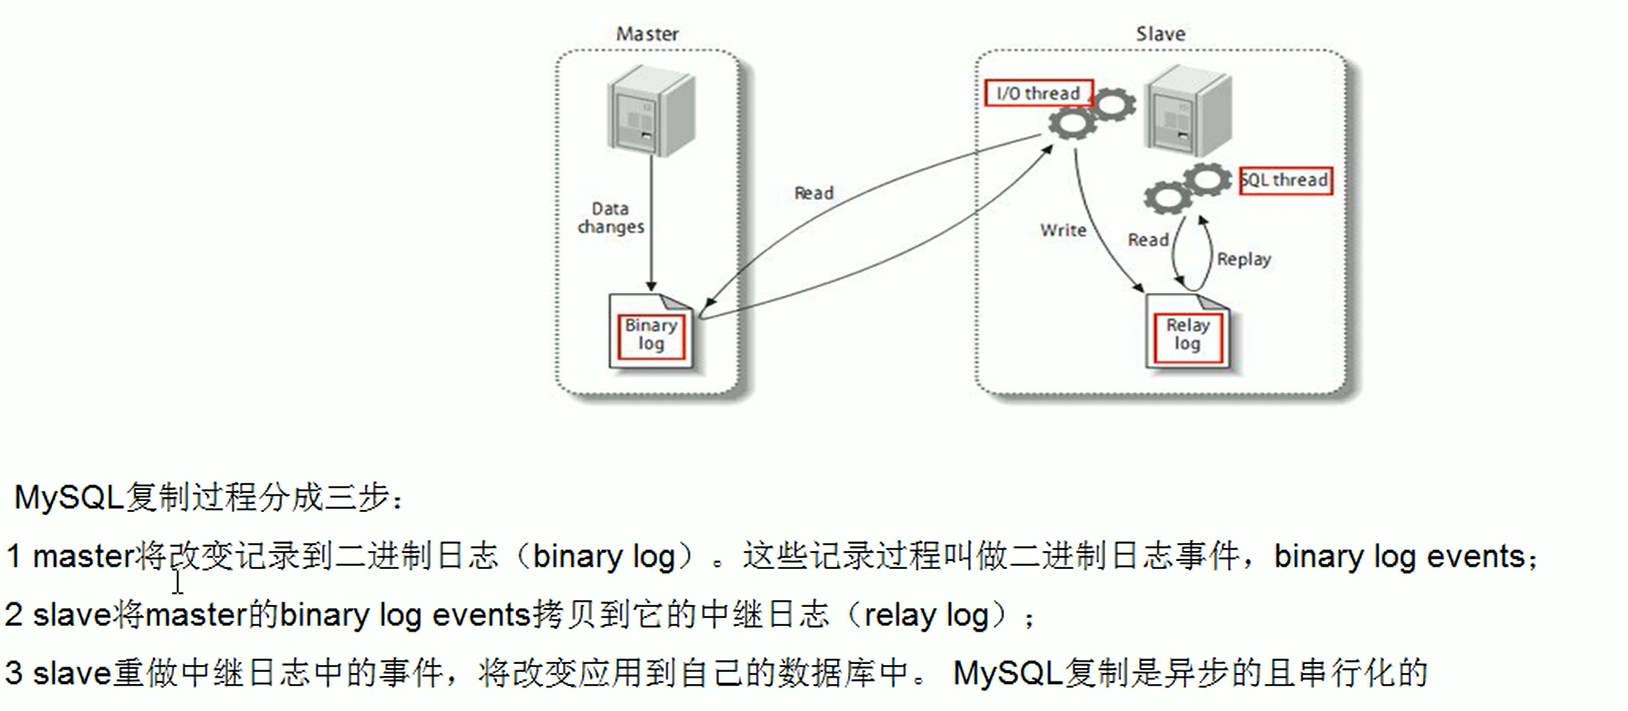 Master
Slave
I/O thread
SQL thread
Read
Data
changes
Write
Read
Replay
Binary
log
Relay
log
MySQL复制过程分成三步：
1 master将改变记录到二进制日志（binary log）。这些记录过程叫做二进制日志事件，binary log events；
2 slave将master的binary log events拷贝到它的中继日志（relay log）；
3 slave重做中继日志中的事件，将改变应用到自己的数据库中。 MySQL复制是异步的且串行化的